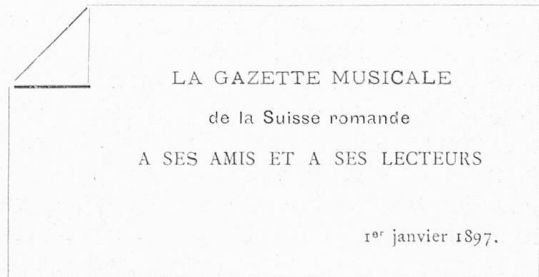 LA GAZETTE MUSICALE
de la Suisse romande
A SES AMIS ET A SES LECTEURS
1er janvier 1897.